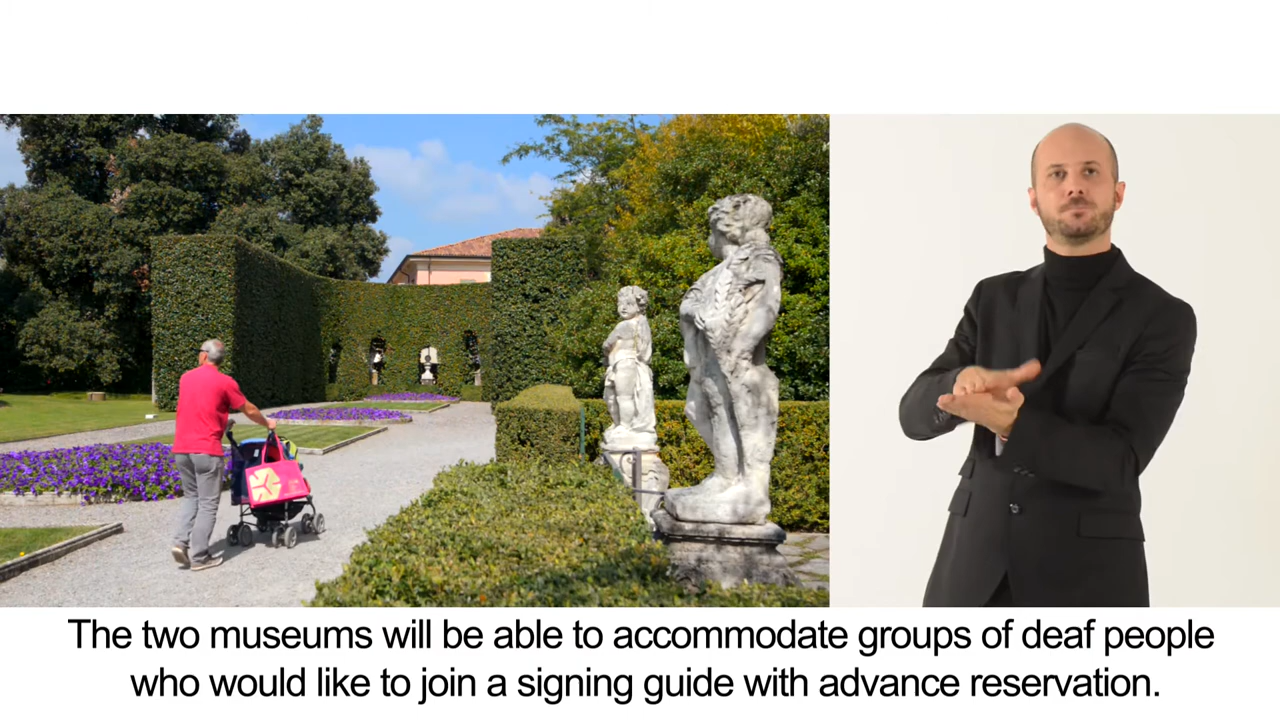 The two museums will be able to accommodate groups of deaf people
who would like to join a signing guide with advance reservation.